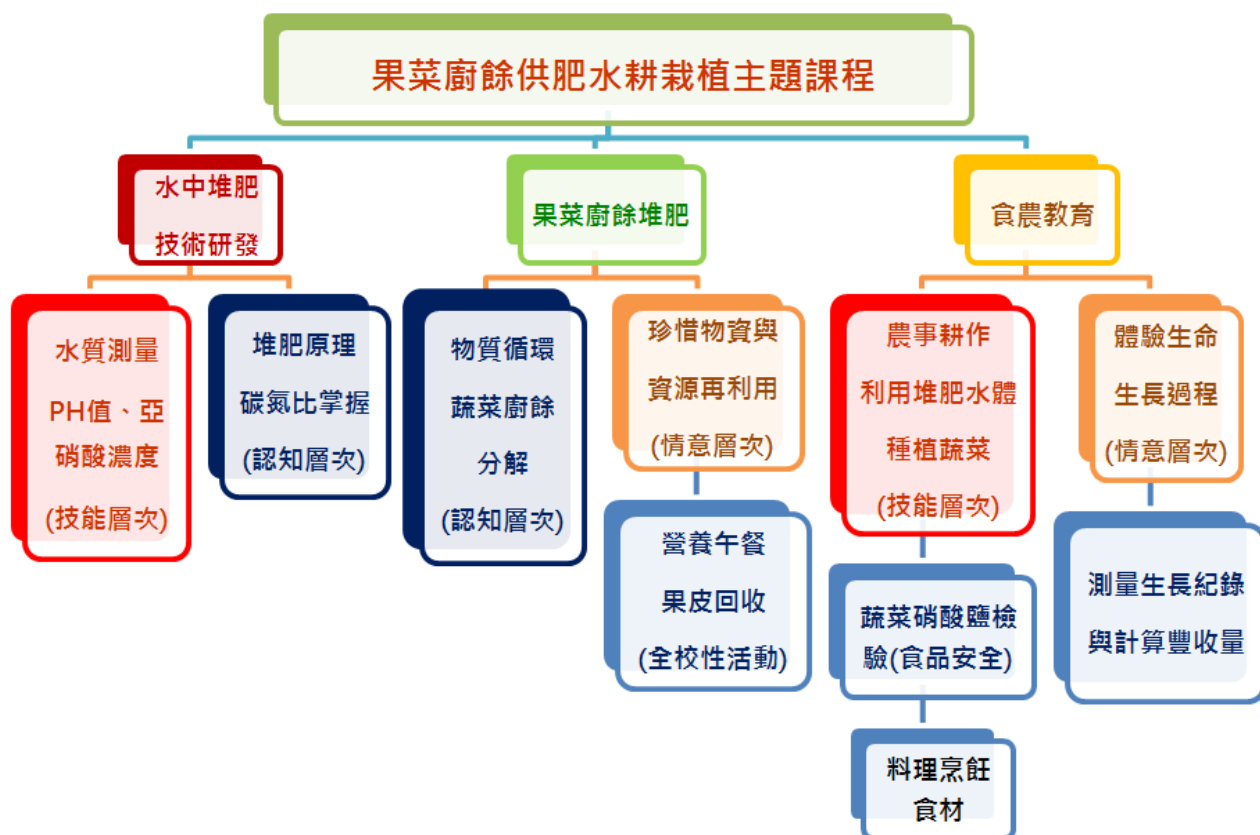 果菜廚餘供肥水耕栽植主題課程
水中堆肥
技術研發
果菜廚餘堆肥
食農教育
水質測量
PH值、亞
硝酸濃度
(技能層次)
堆肥原理
碳氮比掌握
(認知層次)
物質循環
蔬菜廚餘
分解
(認知層次)
珍惜物資與
資源再利用
(情意層次)
農事耕作
利用堆肥水體
種植蔬菜
(技能層次)
體驗生命
生長過程
(情意層次)
營養午餐
果皮回收
(全校性活動)
蔬菜硝酸鹽檢
驗(食品安全)
測量生長紀錄
與計算豐收量
料理烹飪
食材